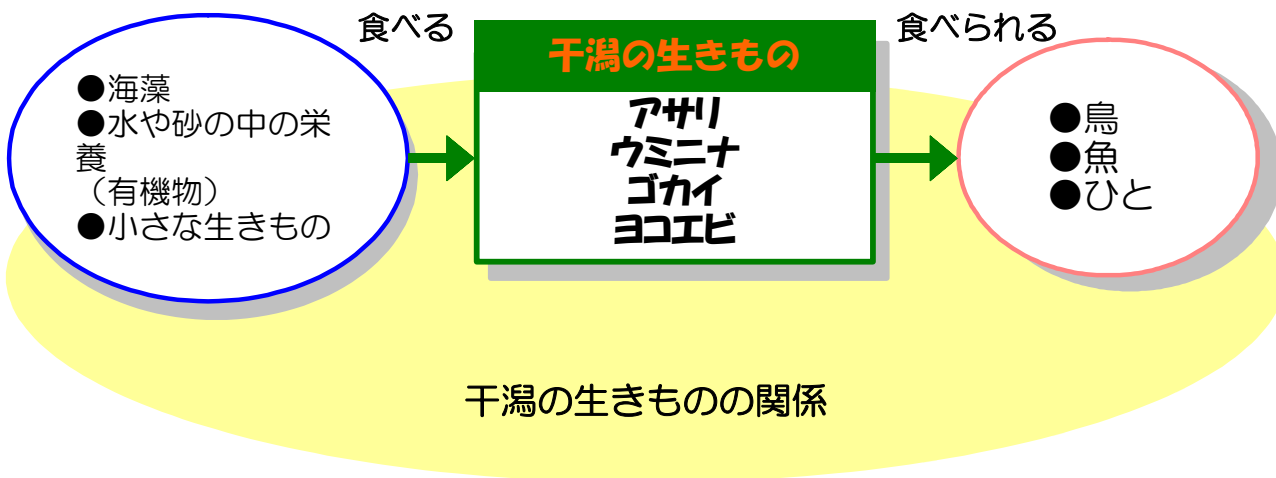 食べる
●海藻
●水や砂の中の栄
養
（有機物）
●小さな生きもの
干潟の生きもの
アサリ
ウミニナ
ゴカイ
ヨコエビ
食べられる
●鳥
●魚
●ひと
干潟の生きものの関係